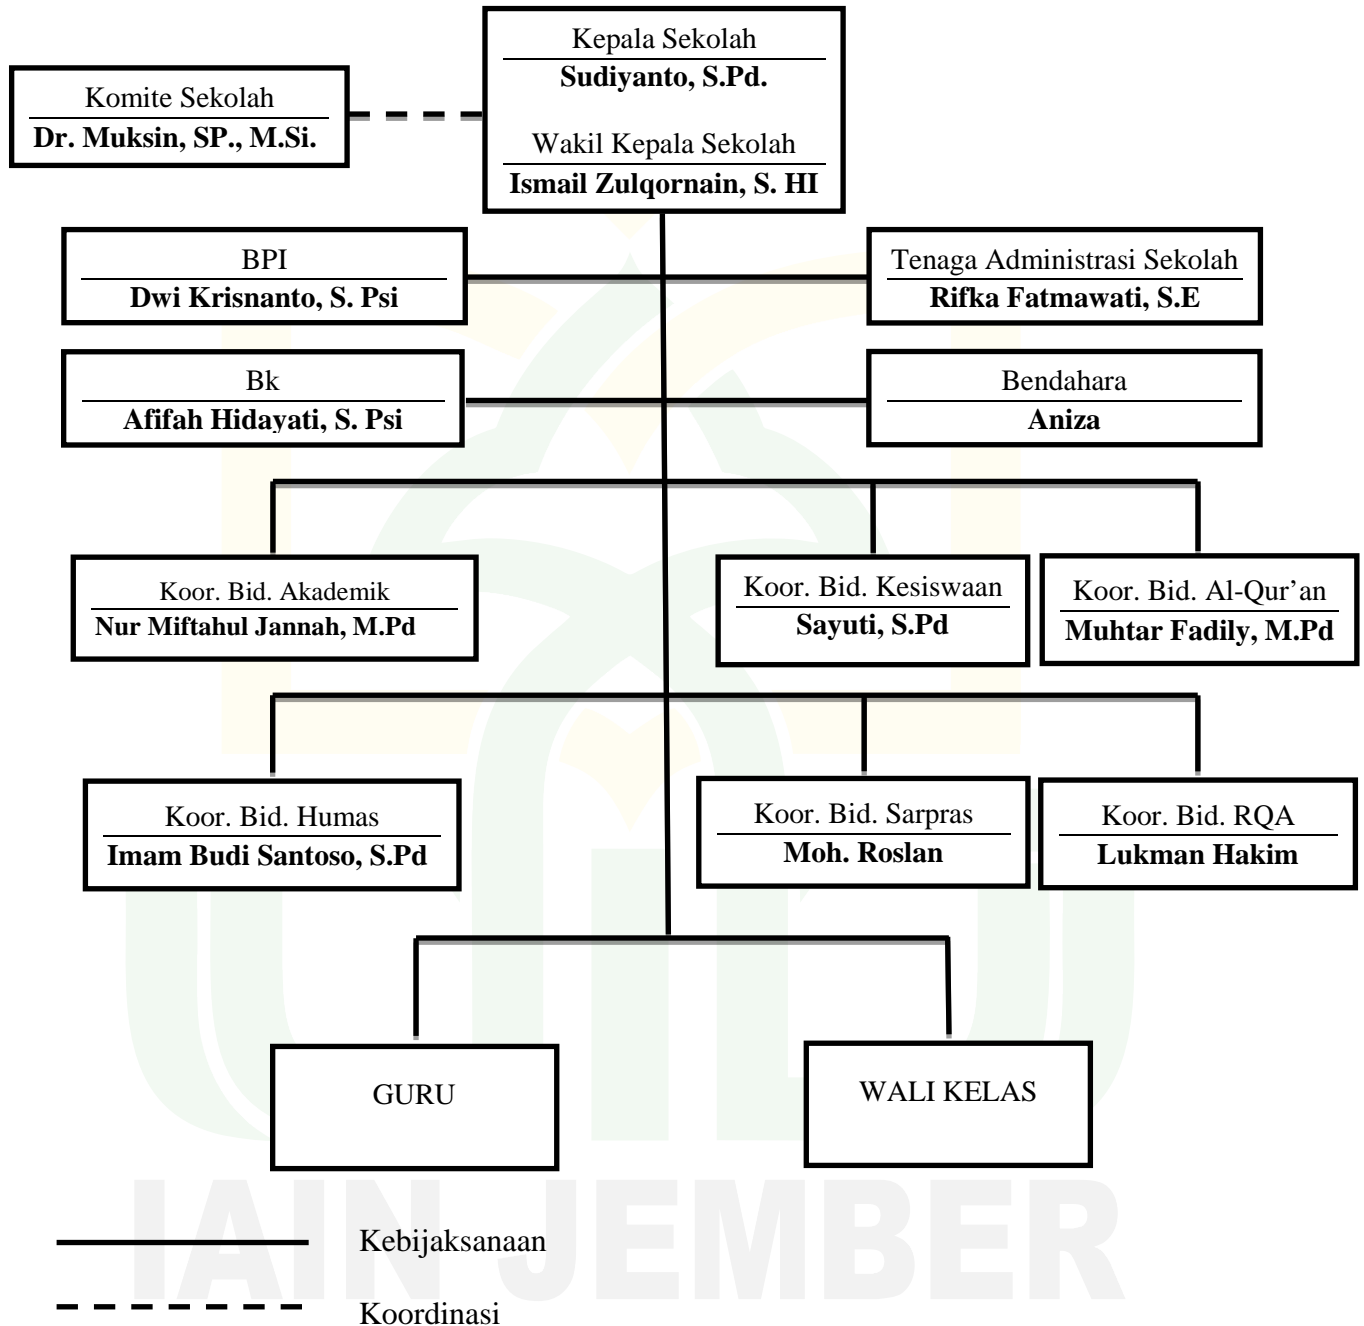 Kepala Sekolah
Sudiyanto, S.Pd.
Komite Sekolah
Dr. Muksin, SP., M.Si.
Wakil Kepala Sekolah
Ismail Zulqornain, S. HI
BPI
Dwi Krisnanto, S. Psi
Tenaga Administrasi Sekolah
Rifka Fatmawati, S.E
Bk
Afifah Hidayati, S. Psi
Bendahara
Aniza
Koor. Bid. Akademik
Nur Miftahul Jannah, M.Pd
Koor. Bid. Kesiswaan
Sayuti, S.Pd
Koor. Bid. Al-Qur’an
Muhtar Fadily, M.Pd
Koor. Bid. Humas
Imam Budi Santoso, S.Pd
Koor. Bid. Sarpras
Moh. Roslan
Koor. Bid. RQA
Lukman Hakim
GURU
WALI KELAS
IAIN JEMBER
Kebijaksanaan
Koordinasi